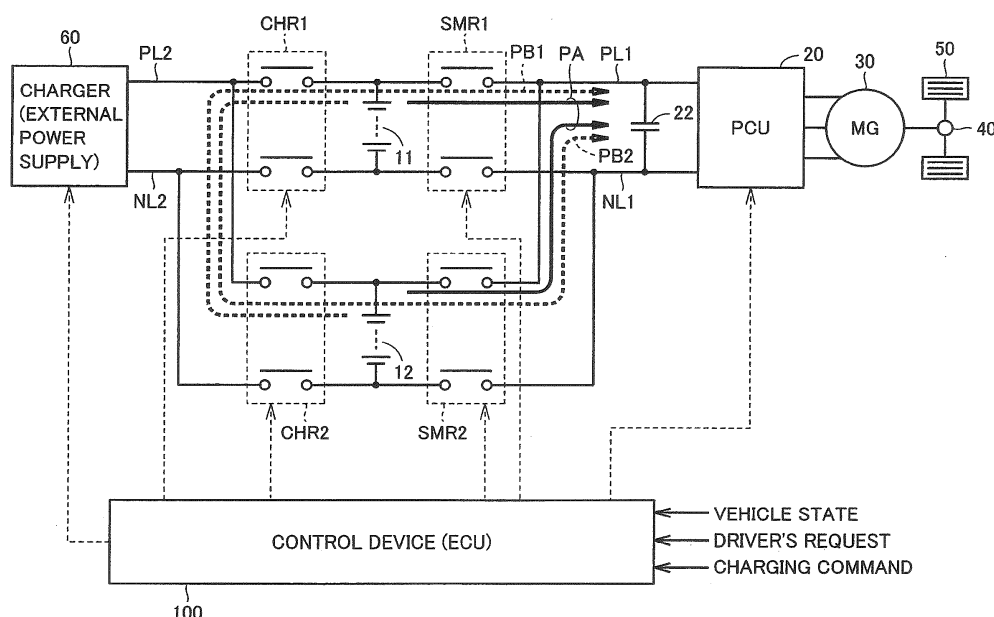 CHR1
SMR1
60
PL2
PB1
PA
PL1
20
30
50
CHARGER
(EXTERNAL
POWER
SUPPLY)
22
PCU
MG
40
11
PB2
NL2
NL1
12
CHR2
SMR2
CONTROL DEVICE (ECU)
VEHICLE STATE
DRIVER'S REQUEST
CHARGING COMMAND
100